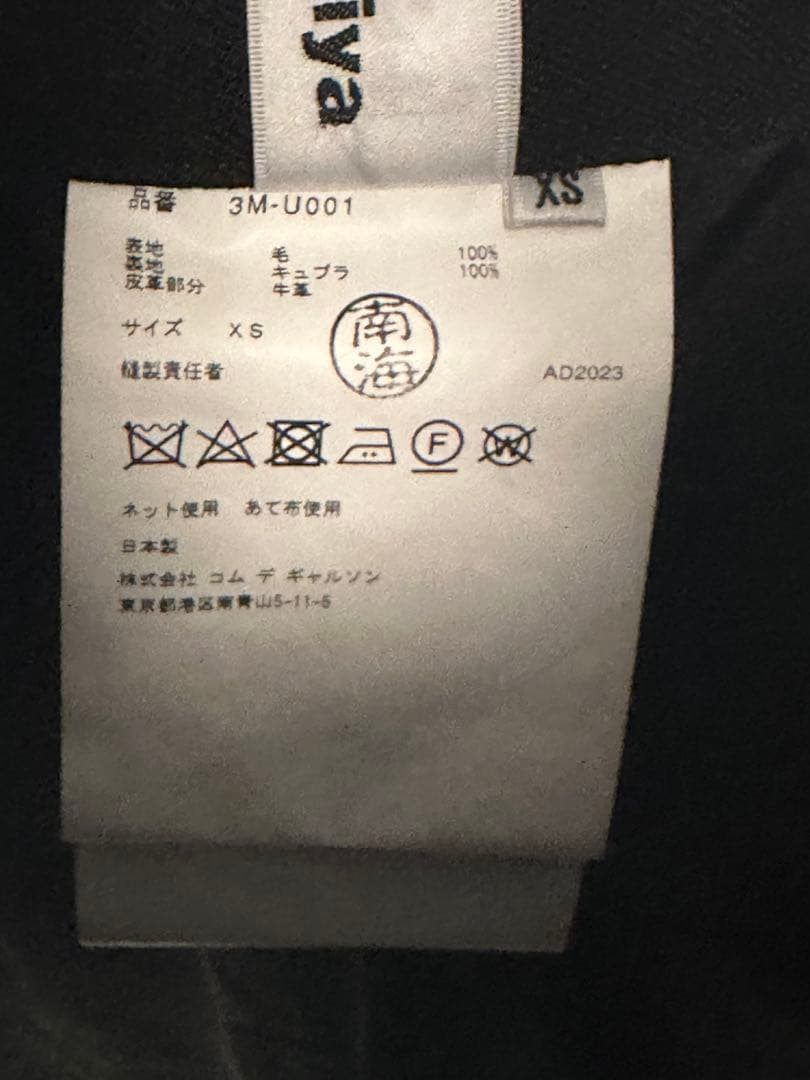 iya
XS
品番 3M-U001
表地 毛 100%
裏地 キュプラ 100%
皮革部分 牛革
サイズ XS
縫製責任者 南海 AD2023
F W
ネット使用 あて布使用
日本製
株式会社 コム デ ギャルソン
東京都港区南青山5-11-5